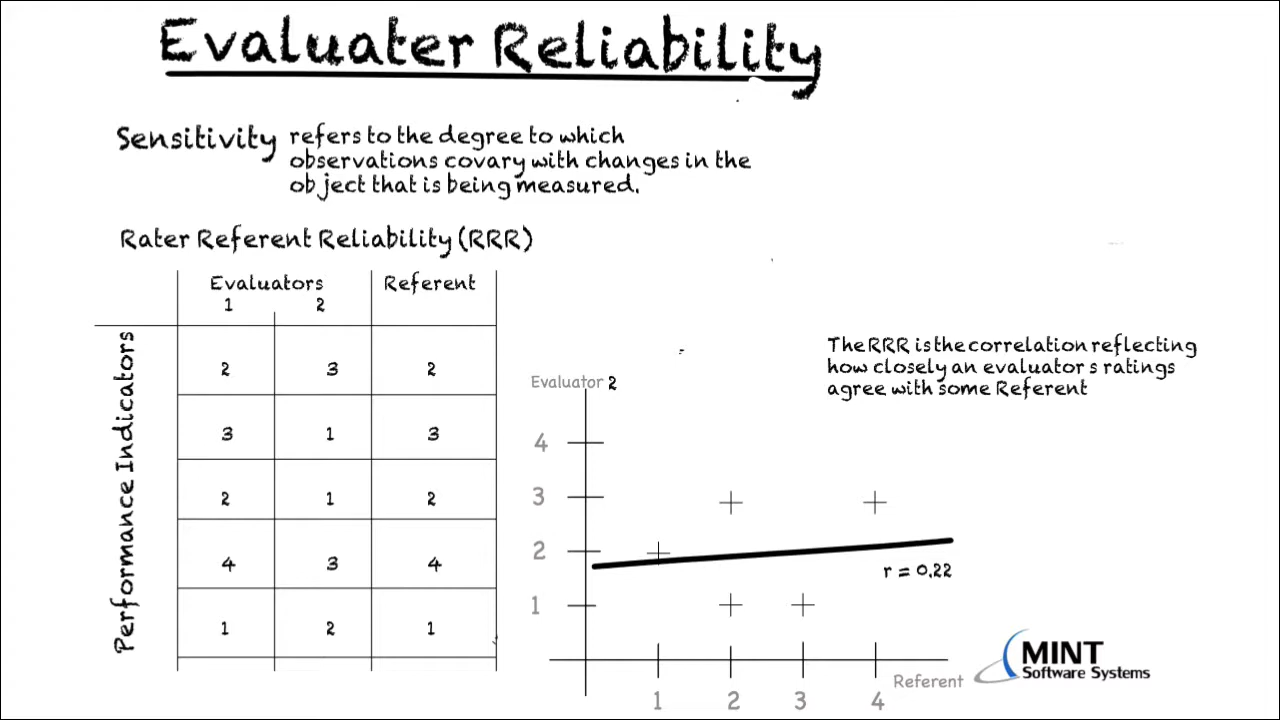 Evaluater Reliability
Sensitivity refers to the degree to which
observations covary with changes in the
object that is being measured.
Rater Referent Reliability (RRR)
Evaluators Referent
1 2
Performance Indicators
2 3 2
3 1 3
2 1 2
4 3 4
1 2 1
The RRR is the correlation reflecting
how closely an evaluator s ratings
agree with some Referent
Evaluator 2
4
3
2
1
r = 0.22
1 2 3 4
Referent
MINT
Software Systems